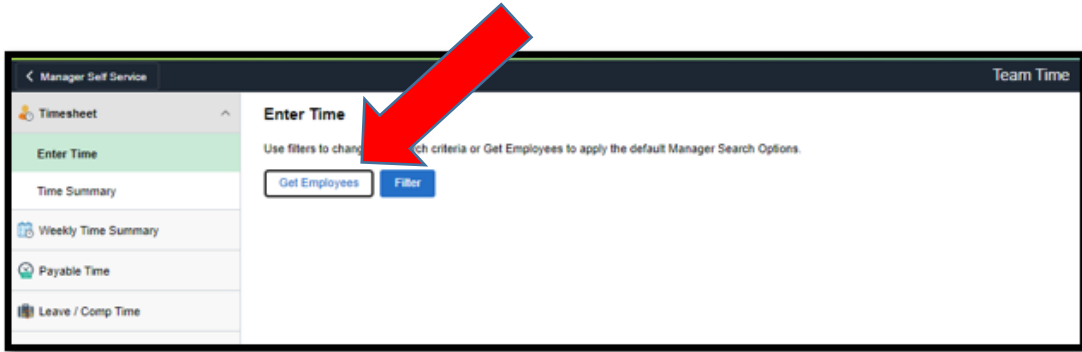 Manager Self Service
Team Time
Timesheet
Enter Time
Time Summary
Weekly Time Summary
Payable Time
Leave / Comp Time
Enter Time
Use filters to chang ch criteria or Get Employees to apply the default Manager Search Options.
Get Employees
Filter